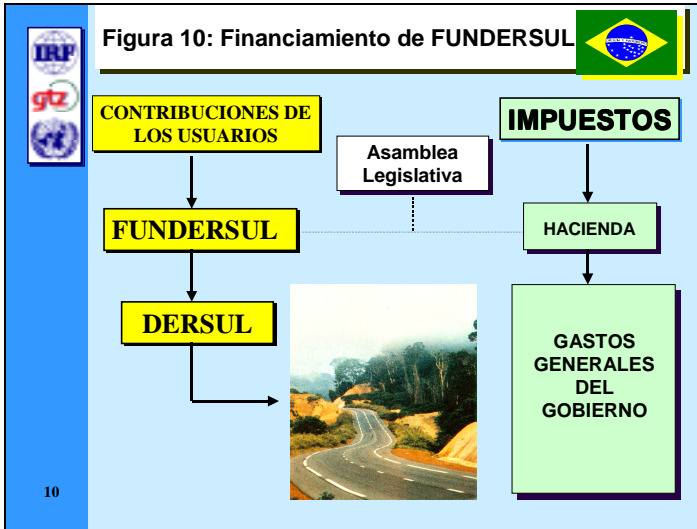 Figura 10: Financiamiento de FUNDERSUL
IRF
gtz
CONTRIBUCIONES DE
LOS USUARIOS
IMPUESTOS
Asamblea
Legislativa
FUNDERSUL
HACIENDA
DERSUL
GASTOS
GENERALES
DEL
GOBIERNO
10